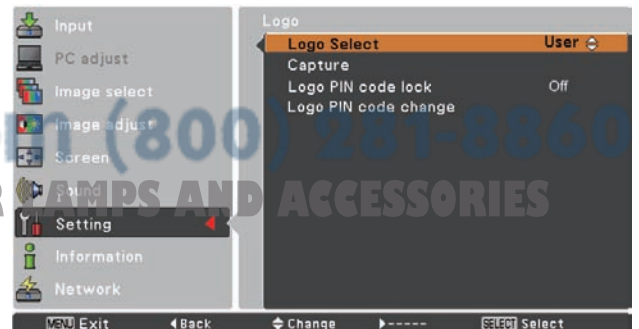 Input
PC adjust
Image select
Image adjust
Screen
Sound
Setting
Information
Network
Logo
Logo Select User
Capture
Logo PIN code lock Off
Logo PIN code change
(800) 281-8860
LAMPS AND ACCESSORIES
MENU Exit Back Change ----- SELECT Select